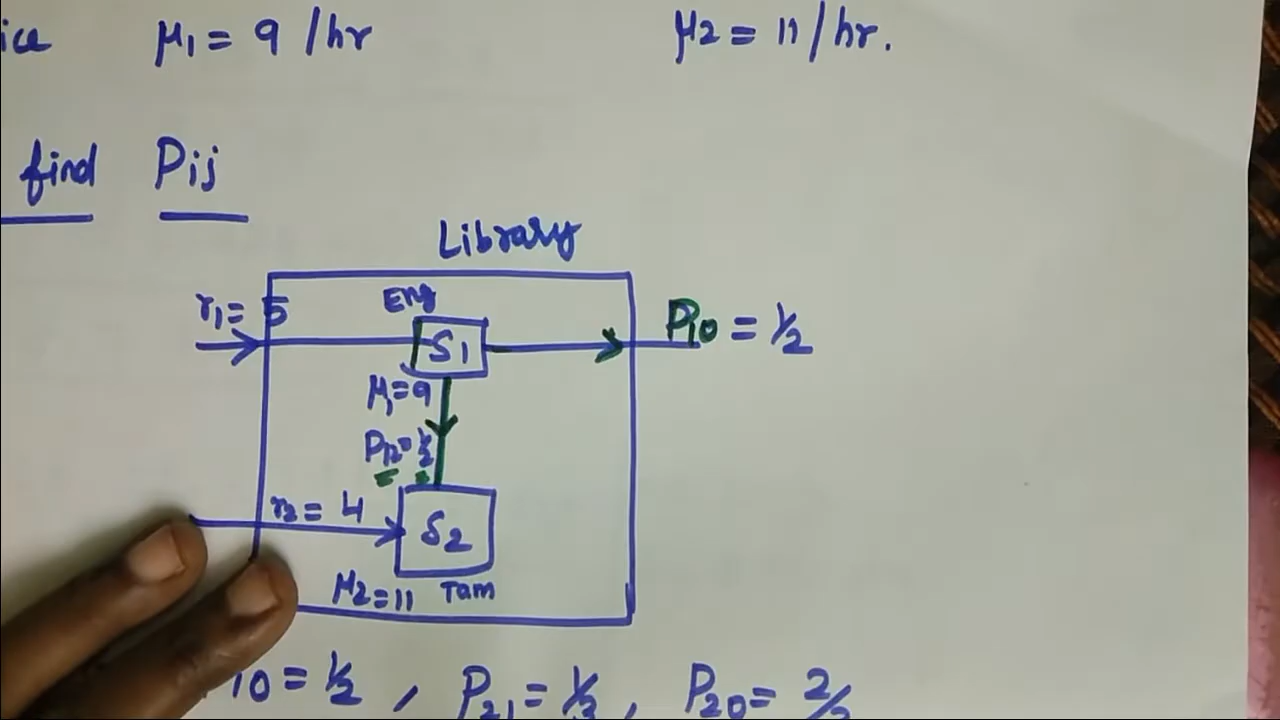 ice μ1 = 9 /hr μ2 = 11/hr.
find Pij
Library
r1 = 5 Eng P10 = 1/2
S1
μ1=9
P12=1/2
r2 = 4 S2
μ2=11 Tam
10 = 1/2 , P21 = 1/3 , P20 = 2/3